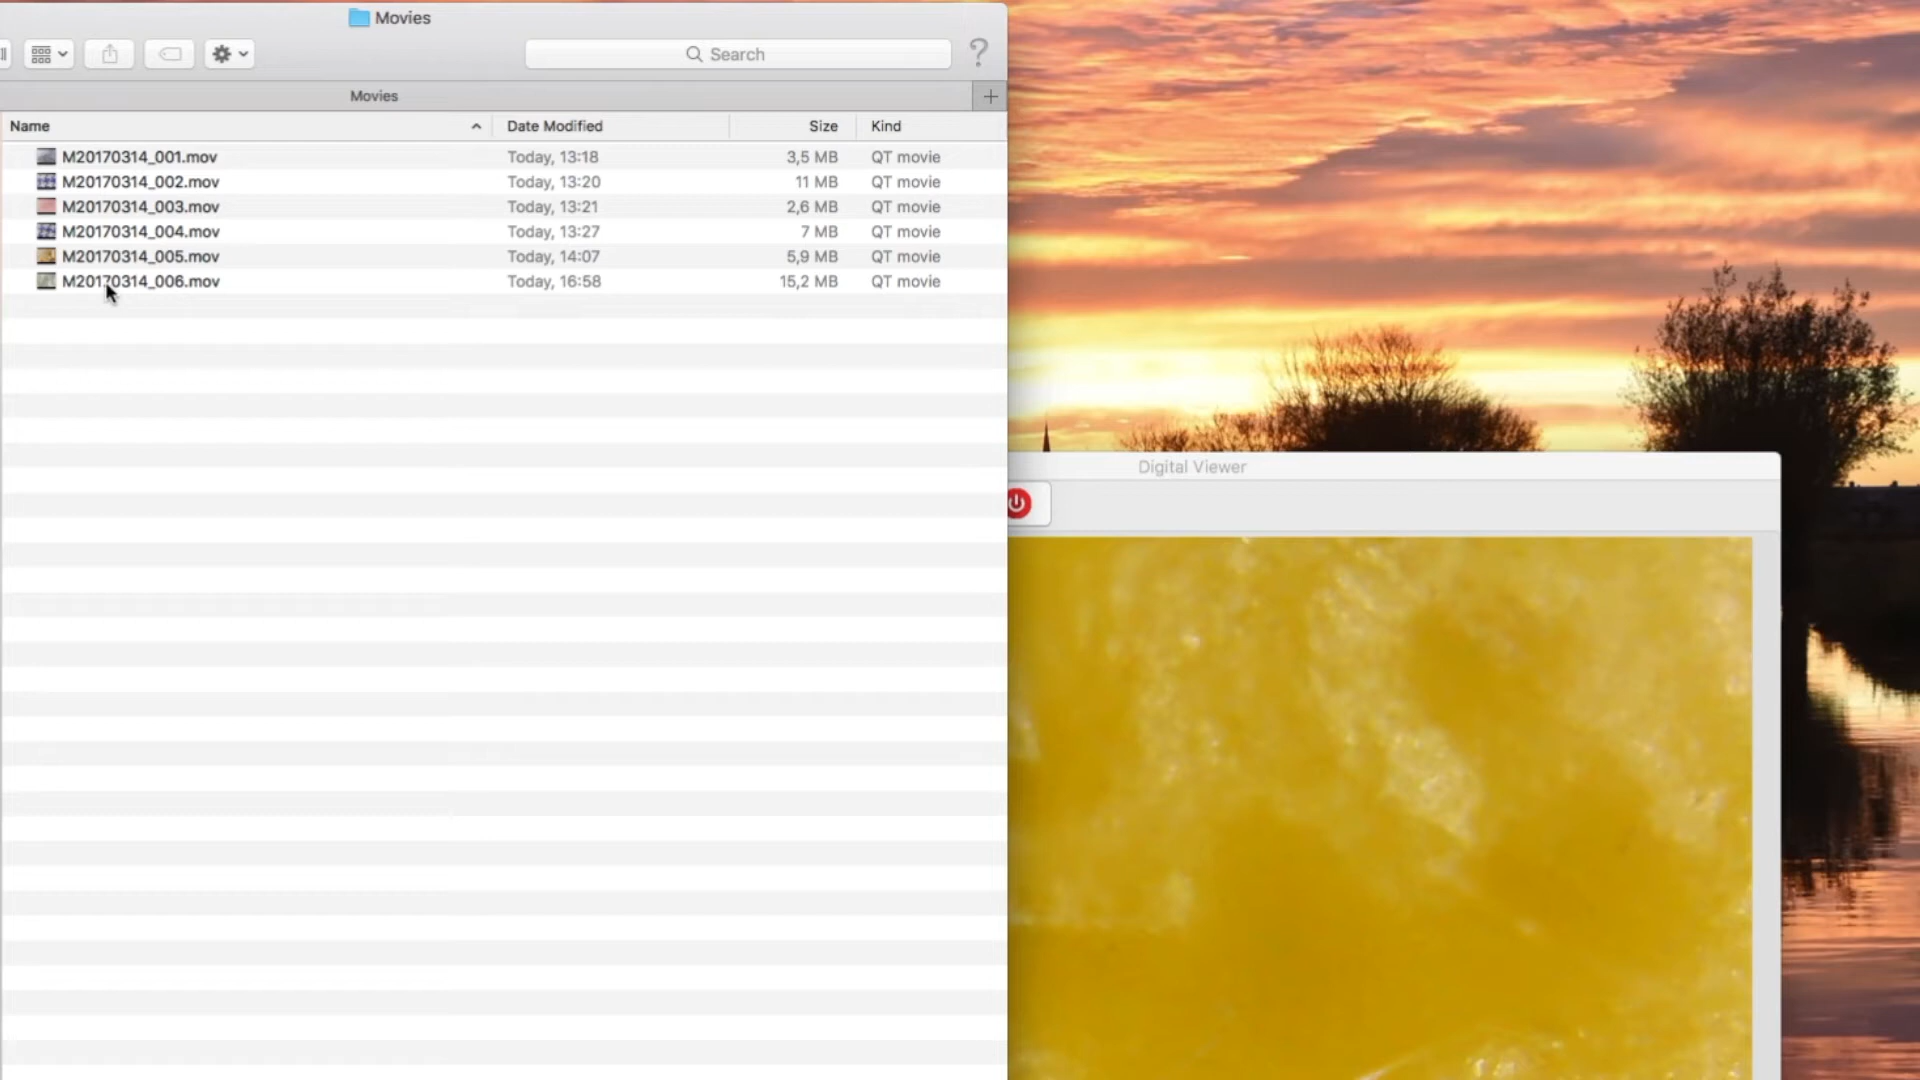 Movies
Search
?
Movies
+
Name Date Modified Size Kind
M20170314_001.mov Today, 13:18 3,5 MB QT movie
M20170314_002.mov Today, 13:20 11 MB QT movie
M20170314_003.mov Today, 13:21 2,6 MB QT movie
M20170314_004.mov Today, 13:27 7 MB QT movie
M20170314_005.mov Today, 14:07 5,9 MB QT movie
M20170314_006.mov Today, 16:58 15,2 MB QT movie
Digital Viewer